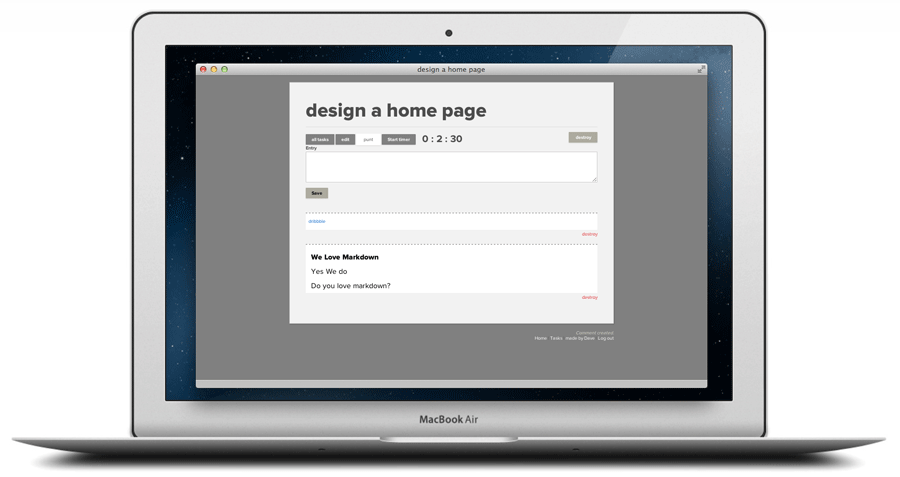 design a home page
design a home page
all tasks edit punt Start timer 0 : 2 : 30 destroy
Entry
Save
dribbble
destroy
We Love Markdown
Yes We do
Do you love markdown?
destroy
Comment created
Home Tasks made by Dave Log out
MacBook Air